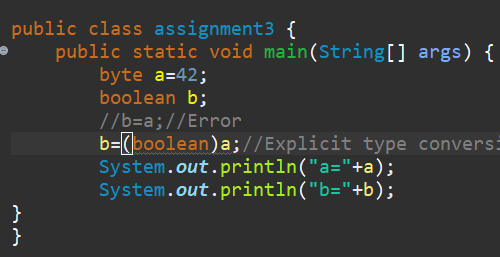 public class assignment3 {
public static void main(String[] args) {
byte a=42;
boolean b;
//b=a;//Error
b=(boolean)a;//Explicit type conversi
System.out.println("a="+a);
System.out.println("b="+b);
}
}